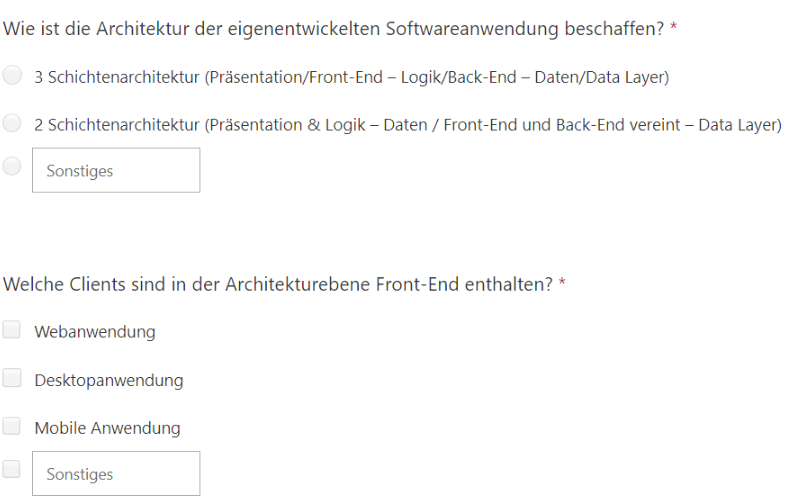 Wie ist die Architektur der eigenentwickelten Softwareanwendung beschaffen? *
3 Schichtenarchitektur (Präsentation/Front-End – Logik/Back-End – Daten/Data Layer)
2 Schichtenarchitektur (Präsentation & Logik – Daten / Front-End und Back-End vereint – Data Layer)
Sonstiges
Welche Clients sind in der Architekturebene Front-End enthalten? *
Webanwendung
Desktopanwendung
Mobile Anwendung
Sonstiges